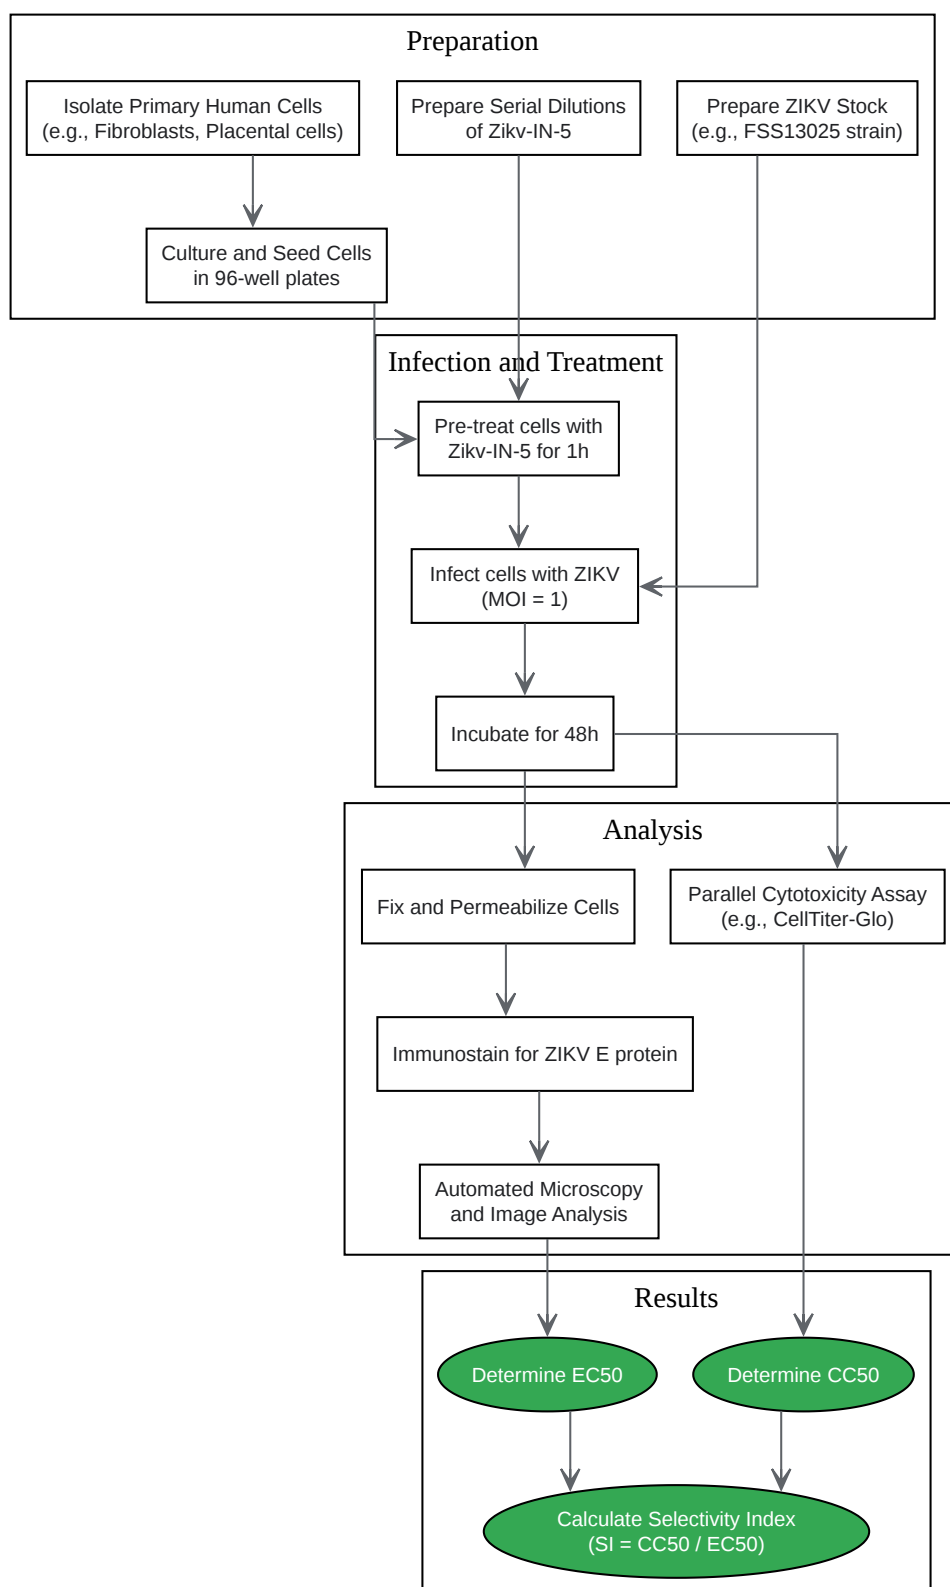 Preparation
Isolate Primary Human Cells
(e.g., Fibroblasts, Placental cells)
Prepare Serial Dilutions
of Zikv-IN-5
Prepare ZIKV Stock
(e.g., FSS13025 strain)
Culture and Seed Cells
in 96-well plates
Infection and Treatment
Pre-treat cells with
Zikv-IN-5 for 1h
Infect cells with ZIKV
(MOI = 1)
Incubate for 48h
Analysis
Fix and Permeabilize Cells
Parallel Cytotoxicity Assay
(e.g., CellTiter-Glo)
Immunostain for ZIKV E protein
Automated Microscopy
and Image Analysis
Results
Determine EC50
Determine CC50
Calculate Selectivity Index
(SI = CC50 / EC50)